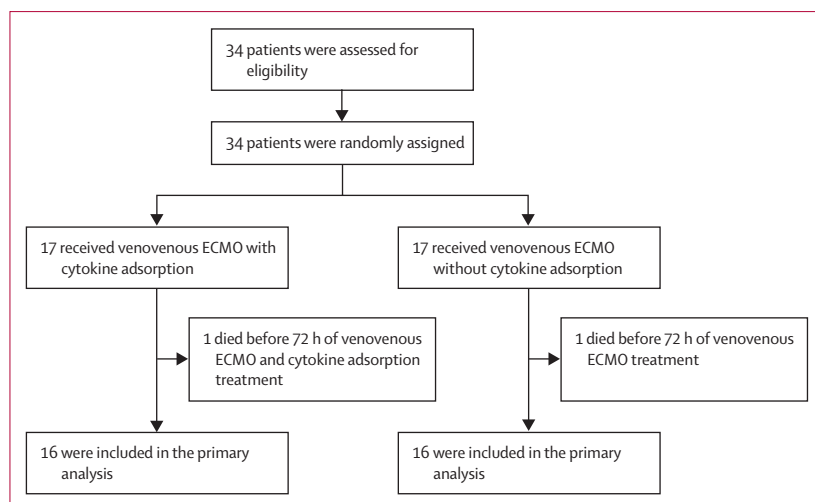 34 patients were assessed for
eligibility
34 patients were randomly assigned
17 received venovenous ECMO with
cytokine adsorption
17 received venovenous ECMO
without cytokine adsorption
1 died before 72 h of venovenous
ECMO and cytokine adsorption
treatment
1 died before 72 h of venovenous
ECMO treatment
16 were included in the primary
analysis
16 were included in the primary
analysis